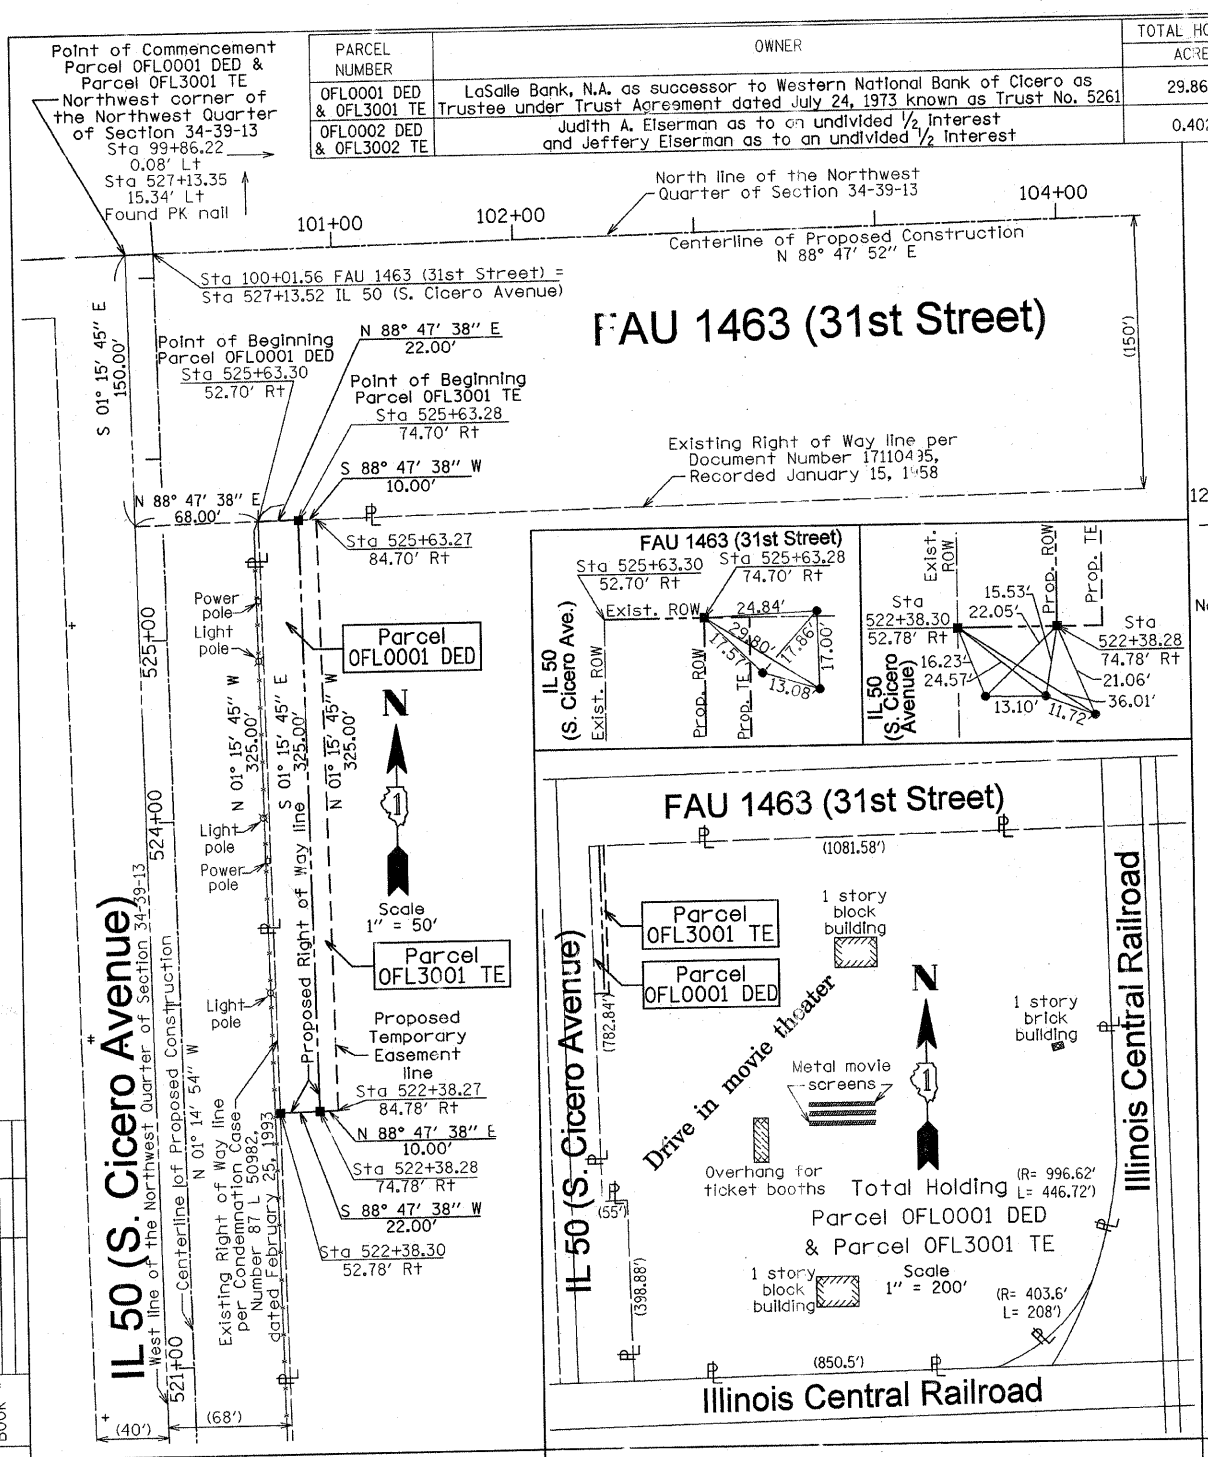 Point of Commencement
Parcel 0FL0001 DED &
Parcel 0FL3001 TE
Northwest corner of
the Northwest Quarter
of Section 34-39-13
Sta 99+86.22
0.08' Lt
Sta 527+13.35
15.34' Lt
Found PK nail
PARCEL
NUMBER
OWNER
0FL0001 DED
& 0FL3001 TE
LaSalle Bank, N.A. as successor to Western National Bank of Cicero as
Trustee under Trust Agreement dated July 24, 1973 known as Trust No. 5261
29.86
0FL0002 DED
& 0FL3002 TE
Judith A. Eiserman as to an undivided 1/2 interest
and Jeffery Eiserman as to an undivided 1/2 interest
0.402
North line of the Northwest
Quarter of Section 34-39-13
101+00
102+00
104+00
Centerline of Proposed Construction
N 88° 47' 52" E
Sta 100+01.56 FAU 1463 (31st Street) =
Sta 527+13.52 IL 50 (S. Cicero Avenue)
FAU 1463 (31st Street)
(150')
S 01° 15' 45" E
150.00'
Point of Beginning
Parcel 0FL0001 DED
Sta 525+63.30
52.70' Rt
N 88° 47' 38" E
22.00'
Point of Beginning
Parcel 0FL3001 TE
Sta 525+63.28
74.70' Rt
S 88° 47' 38" W
10.00'
Existing Right of Way line per
Document Number
Recorded January 15,
N 88° 47' 38" E
68.00'
PL
Sta 525+63.27
84.70' Rt
PL
Power
pole
Light
pole
Parcel
0FL0001 DED
525+00
N 01° 15' 45" W
325.00'
S 01° 15' 45" E
325.00'
N 01° 15' 45" W
325.00'
N
1
Scale
1" = 50'
524+00
Light
pole
Power
pole
PL
Proposed Right of Way line
Parcel
0FL3001 TE
Light
pole
Proposed
Temporary
Easement
line
Sta 522+38.27
84.78' Rt
N 88° 47' 38" E
10.00'
Sta 522+38.28
74.78' Rt
S 88° 47' 38" W
22.00'
Sta 522+38.30
52.78' Rt
IL 50 (S. Cicero Avenue)
West line of the Northwest Quarter of Section 34-39-13
Centerline of Proposed Construction
N 01° 14' 54" W
Existing Right of Way line
per Condemnation Case
Number 87 L 50982,
dated February 25, 1993
521+00
PL
PL
(40')
(68')
FAU 1463 (31st Street)
Sta 525+63.30
52.70' Rt
Sta 525+63.28
74.70' Rt
IL 50
(S. Cicero Ave.)
Exist. ROW
24.84'
29.80'
17.86'
17.00'
17.57'
13.08'
Exist. ROW
Prop. ROW
Prop. TE
Exist.
ROW
Prop. ROW
Prop. TE
15.53'
22.05'
Sta
522+38.30
52.78' Rt
Sta
522+38.28
74.78' Rt
16.23'
24.57'
21.06'
36.01'
13.10'
11.72'
IL 50
(S. Cicero
Avenue)
FAU 1463 (31st Street)
PL
PL
(1081.58')
Parcel
0FL3001 TE
Parcel
0FL0001 DED
1 story
block
building
IL 50 (S. Cicero Avenue)
(782.84')
Drive in movie theater
N
1
1 story
brick
building
PL
Metal movie
screens
Illinois Central Railroad
Overhang for
ticket booths
PL
PL
(55')
Total Holding
Parcel 0FL0001 DED
& Parcel 0FL3001 TE
Scale
1" = 200'
(R= 996.62'
L= 446.72')
PL
1 story
block
building
(398.88')
(R= 403.6'
L= 208')
PL
PL
PL
(850.5')
PL
Illinois Central Railroad
BOOK